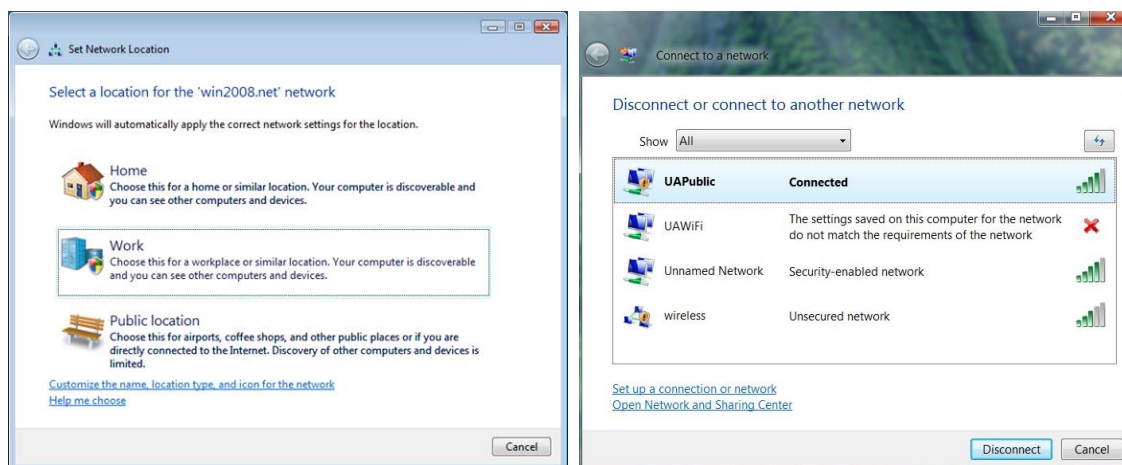 Set Network Location
Select a location for the 'win2008.net' network
Windows will automatically apply the correct network settings for the location.
Home
Choose this for a home or similar location. Your computer is discoverable and
you can see other computers and devices.
Work
Choose this for a workplace or similar location. Your computer is discoverable
and you can see other computers and devices.
Public location
Choose this for airports, coffee shops, and other public places or if you are
directly connected to the Internet. Discovery of other computers and devices is
limited.
Customize the name, location type, and icon for the network
Help me choose
Cancel
Connect to a network
Disconnect or connect to another network
Show All
UAPublic Connected
UAWiFi The settings saved on this computer for the network
do not match the requirements of the network
Unnamed Network Security-enabled network
wireless Unsecured network
Set up a connection or network
Open Network and Sharing Center
Disconnect Cancel